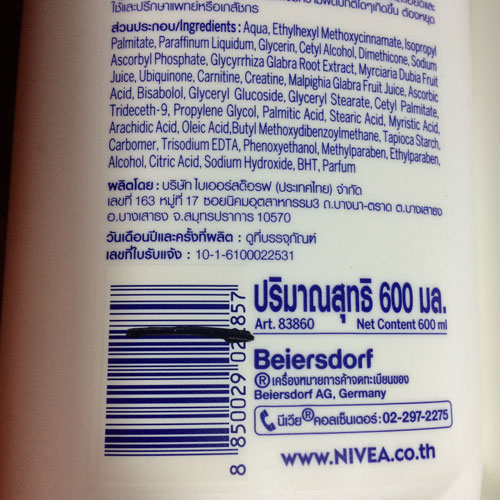 ใช้และปรึกษาแพทย์หรือเภสัชกร
ส่วนประกอบ/Ingredients : Aqua, Ethylhexyl Methoxycinnamate, Isopropyl
Palmitate, Paraffinum Liquidum, Glycerin, Cetyl Alcohol, Dimethicone, Sodium
Ascorbyl Phosphate, Glycyrrhiza Glabra Root Extract, Myrciaria Dubia Fruit
Juice, Ubiquinone, Carnitine, Creatine, Malpighia Glabra Fruit Juice, Ascorbic
Acid, Bisabolol, Glyceryl Glucoside, Glyceryl Stearate, Cetyl Palmitate,
Trideceth-9, Propylene Glycol, Palmitic Acid, Stearic Acid, Myristic Acid,
Arachidic Acid, Oleic Acid,Butyl Methoxydibenzoylmethane, Tapioca Starch,
Carbomer, Trisodium EDTA, Phenoxyethanol, Methylparaben, Ethylparaben,
Alcohol, Citric Acid, Sodium Hydroxide, BHT, Parfum
ผลิตโดย : บริษัท ไบเออร์สด๊อรฟ (ประเทศไทย) จำกัด
เลขที่ 163 หมู่ที่ 17 ซอยนิคมอุตสาหกรรม3 ถ.บางนา-ตราด ต.บางเสาธง
อ.บางเสาธง จ.สมุทรปราการ 10570
วันเดือนปีและครั้งที่ผลิต : ดูที่บรรจุภัณฑ์
เลขที่ใบรับแจ้ง : 10-1-6100022531
ปริมาณสุทธิ 600 มล.
Art. 83860 Net Content 600 ml
Beiersdorf
® เครื่องหมายการค้าจดทะเบียนของ
Beiersdorf AG, Germany
นีเวีย® คอลเซ็นเตอร์ : 02-297-2275
www.NIVEA.co.th